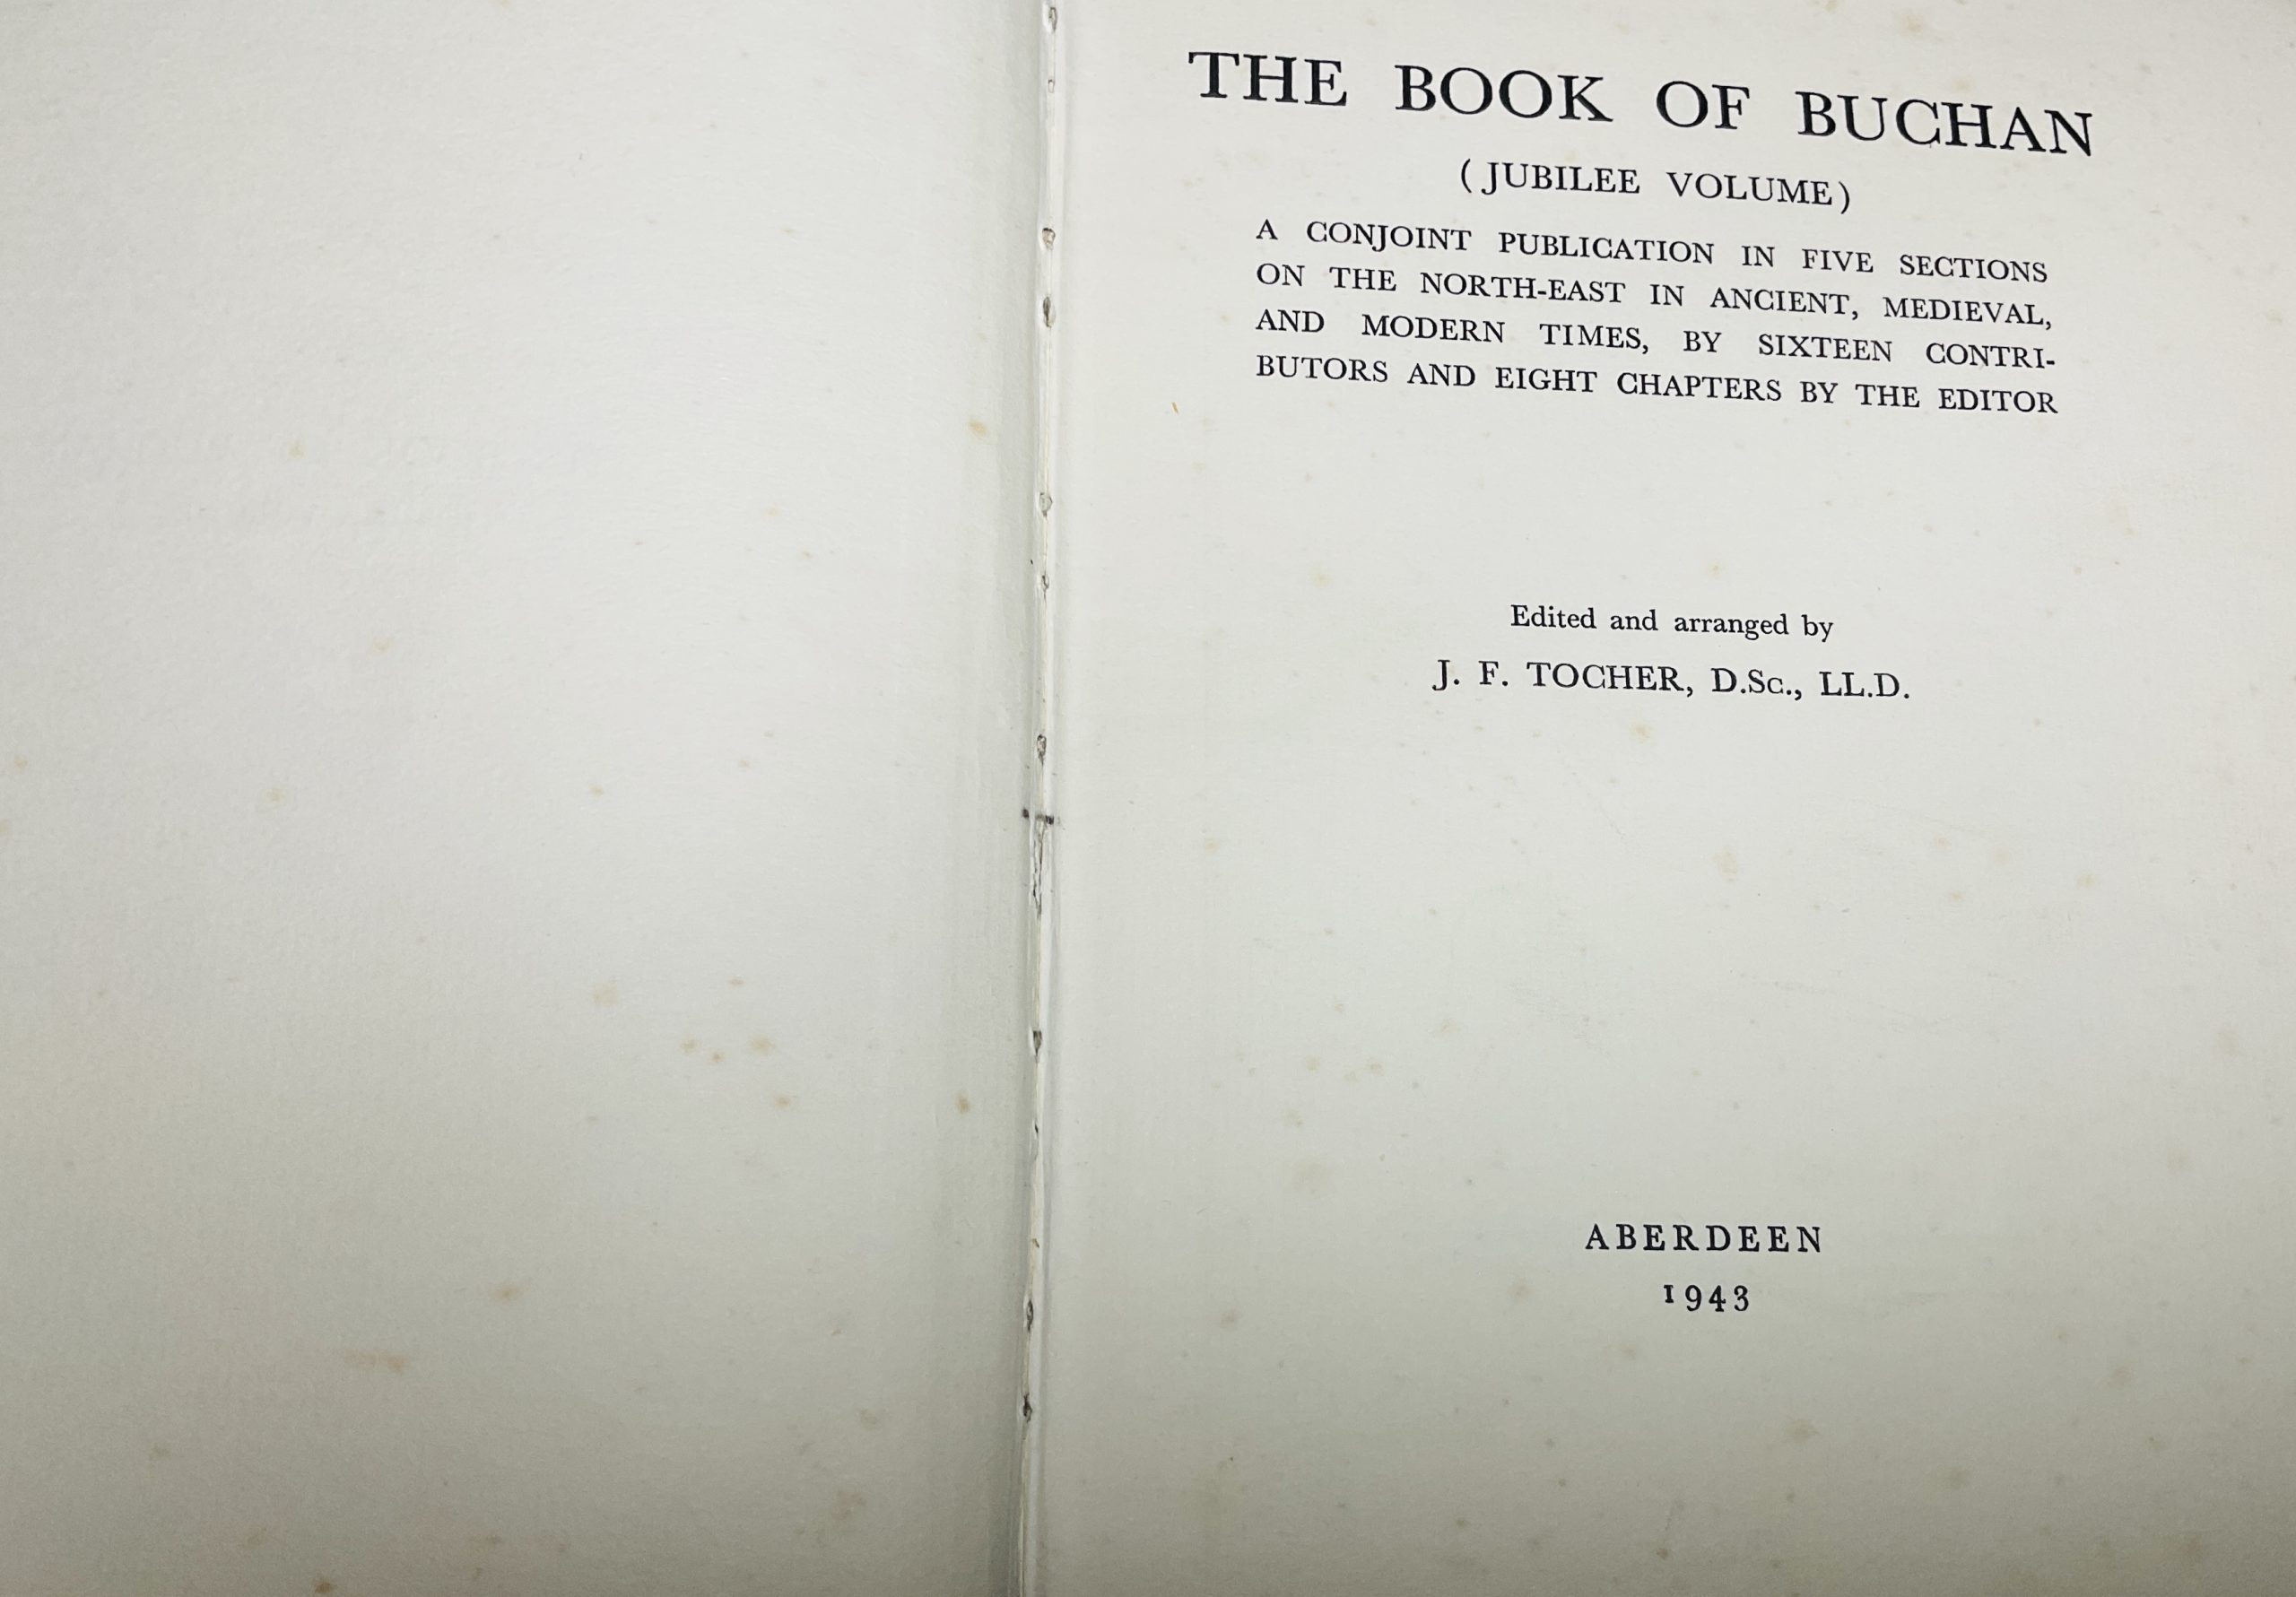 THE BOOK OF BUCHAN
(JUBILEE VOLUME)
A CONJOINT PUBLICATION IN FIVE SECTIONS
ON THE NORTH-EAST IN ANCIENT, MEDIEVAL,
AND MODERN TIMES, BY SIXTEEN CONTRI-
BUTORS AND EIGHT CHAPTERS BY THE EDITOR
Edited and arranged by
J. F. TOCHER, D.Sc., LL.D.
ABERDEEN
1943